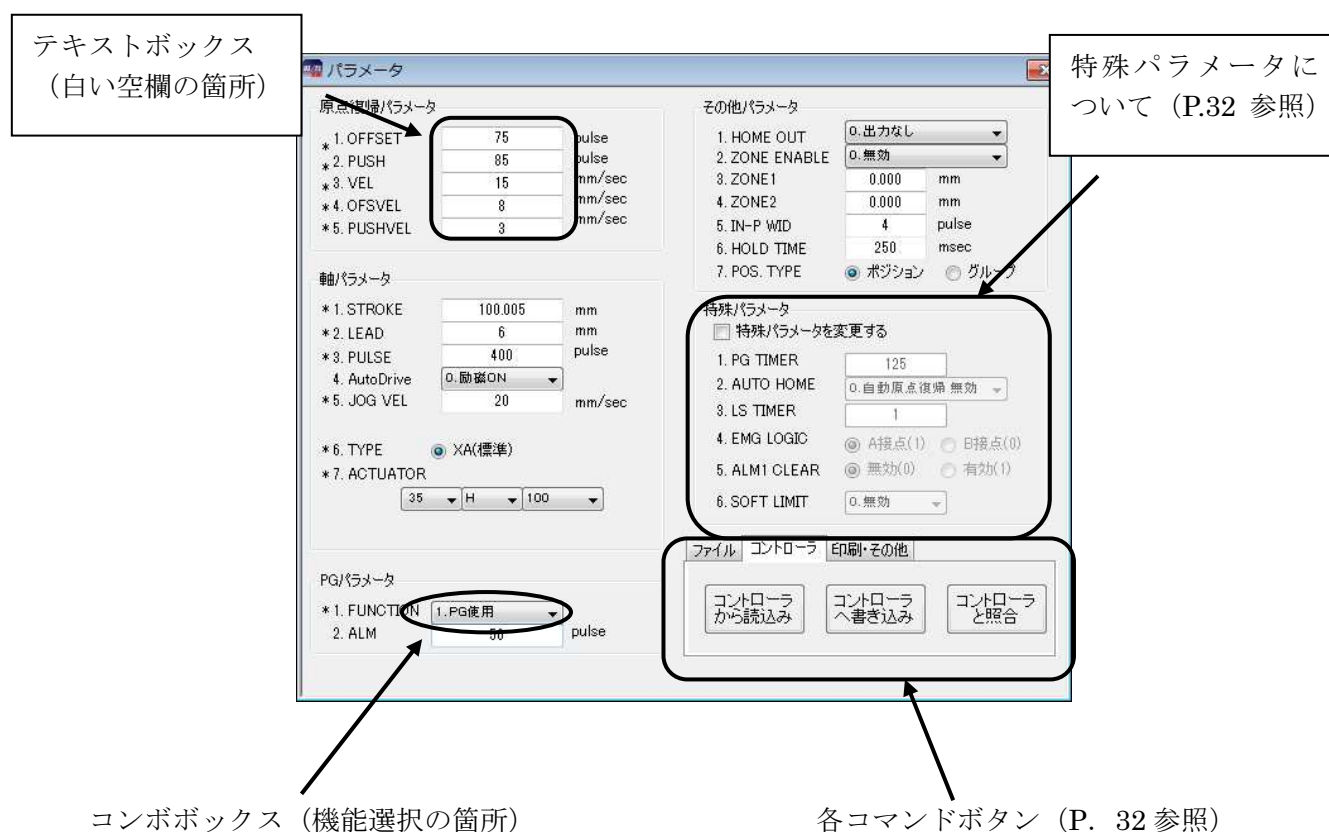 テキストボックス
（白い空欄の箇所）
特殊パラメータに
ついて（P.32 参照）
パラメータ
原点復帰パラメータ
* 1. OFFSET 75 pulse
* 2. PUSH 85 pulse
* 3. VEL 15 mm/sec
* 4. OFSVEL 8 mm/sec
* 5. PUSHVEL 3 mm/sec
軸パラメータ
* 1. STROKE 100.005 mm
* 2. LEAD 6 mm
* 3. PULSE 400 pulse
4. AutoDrive 0.励磁ON
* 5. JOG VEL 20 mm/sec
* 6. TYPE XA(標準)
* 7. ACTUATOR
35 H 100
PGパラメータ
* 1. FUNCTION 1.PG使用
2. ALM 50 pulse
その他パラメータ
1. HOME OUT 0.出力なし
2. ZONE ENABLE 0.無効
3. ZONE1 0.000 mm
4. ZONE2 0.000 mm
5. IN-P WID 4 pulse
6. HOLD TIME 250 msec
7. POS. TYPE ポジション グループ
特殊パラメータ
特殊パラメータを変更する
1. PG TIMER 125
2. AUTO HOME 0.自動原点復帰 無効
3. LS TIMER 1
4. EMG LOGIC A接点(1) B接点(0)
5. ALM1 CLEAR 無効(0) 有効(1)
6. SOFT LIMIT 0.無効
ファイル コントローラ 印刷・その他
コントローラ
から読込み
コントローラ
へ書き込み
コントローラ
と照合
コンボボックス（機能選択の箇所）
各コマンドボタン（P. 32 参照）